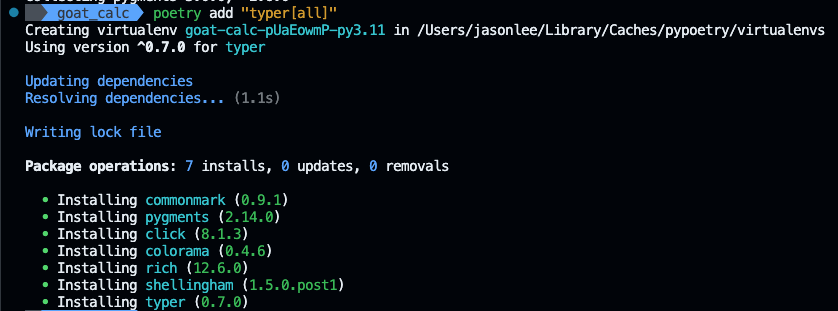 goat_calc poetry add "typer[all]"
Creating virtualenv goat-calc-pUaEowmP-py3.11 in /Users/jasonlee/Library/Caches/pypoetry/virtualenvs
Using version ^0.7.0 for typer
Updating dependencies
Resolving dependencies... (1.1s)
Writing lock file
Package operations: 7 installs, 0 updates, 0 removals
• Installing commonmark (0.9.1)
• Installing pygments (2.14.0)
• Installing click (8.1.3)
• Installing colorama (0.4.6)
• Installing rich (12.6.0)
• Installing shellingham (1.5.0.post1)
• Installing typer (0.7.0)